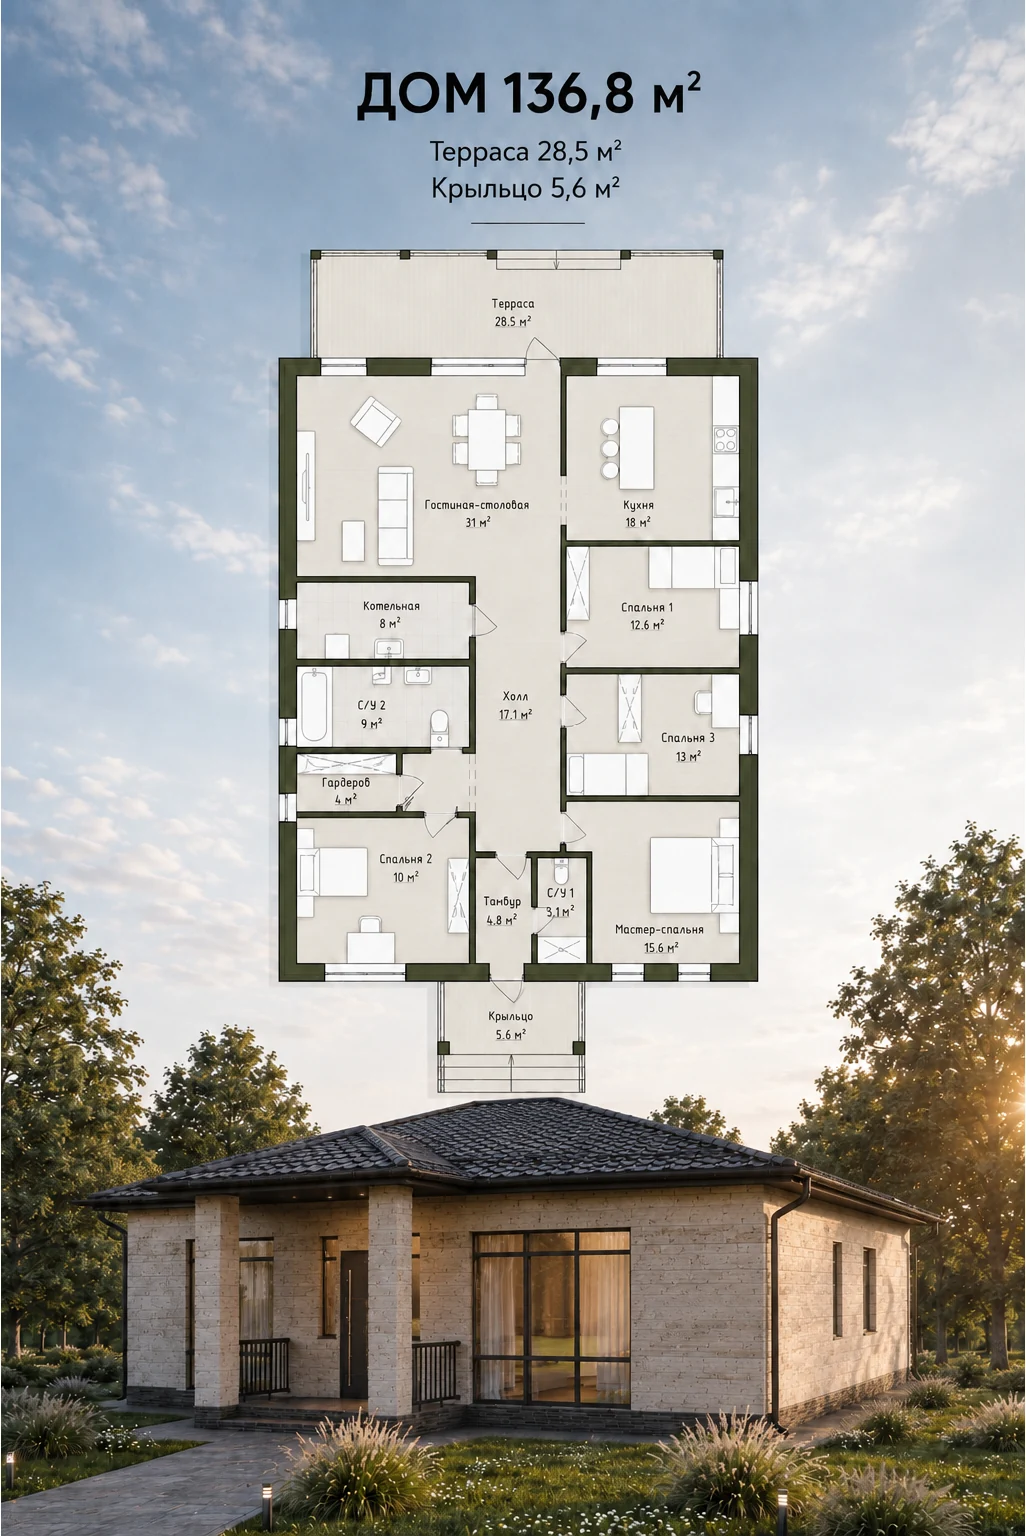 ДОМ 136,8 м²
Терраса 28,5 м²
Крыльцо 5,6 м²
Терраса
28.5 м²
Гостиная-столовая
31 м²
Кухня
18 м²
Котельная
8 м²
Спальня 1
12.6 м²
С/У 2
9 м²
Холл
17.1 м²
Спальня 3
13 м²
Гардероб
4 м²
Спальня 2
10 м²
Тамбур
4.8 м²
С/У 1
3.1 м²
Мастер-спальня
15.6 м²
Крыльцо
5.6 м²